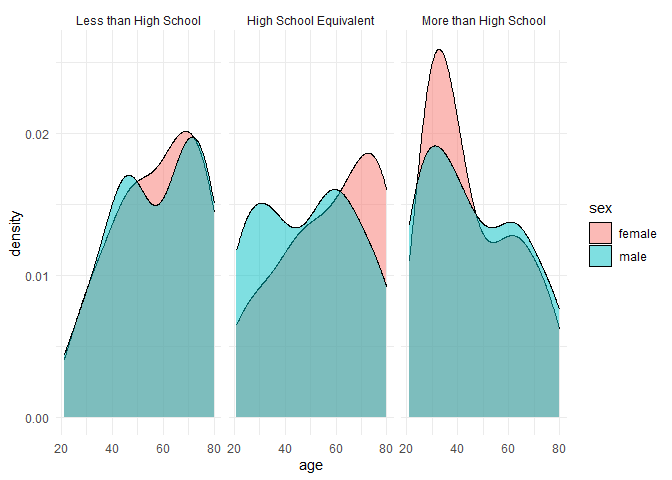 Less than High School High School Equivalent More than High School
density
0.02
0.01
0.00
20 40 60 80 20 40 60 80 20 40 60 80
age
sex
female
male